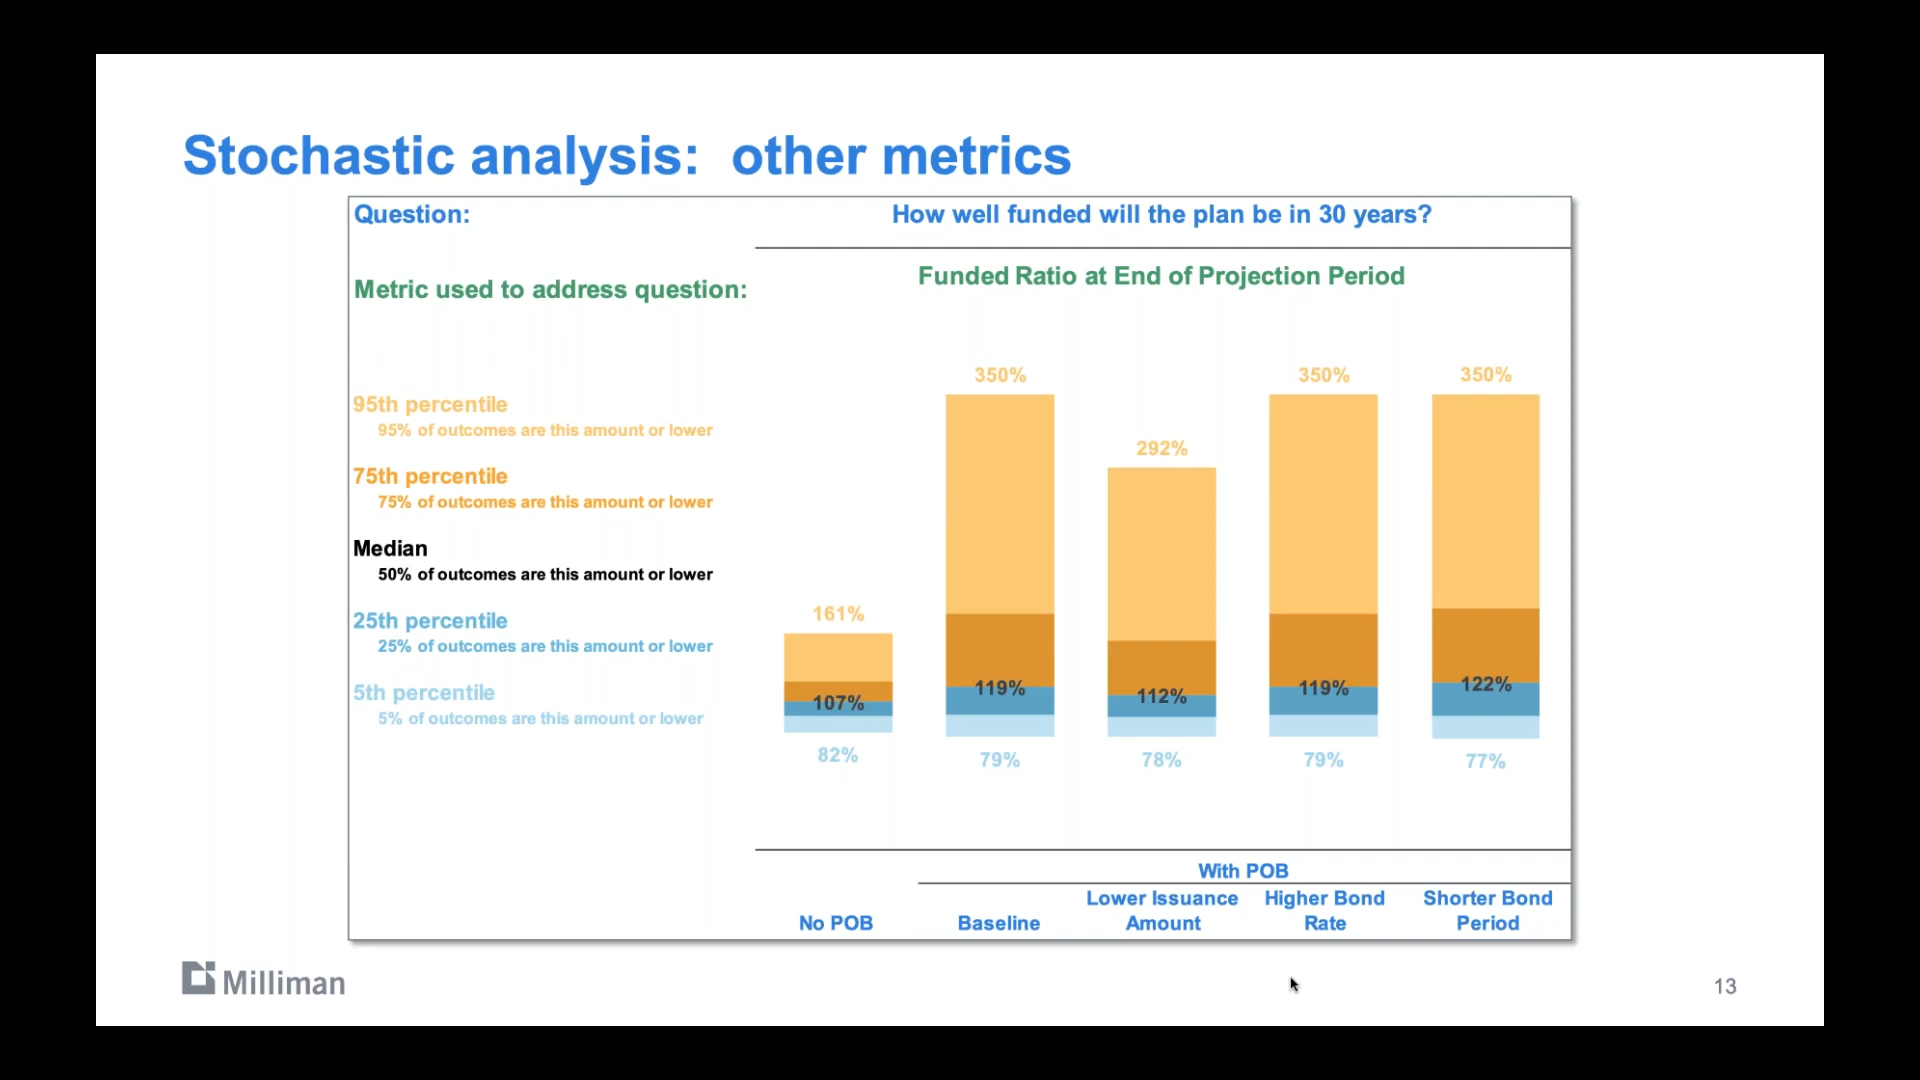 Stochastic analysis: other metrics
Question:
How well funded will the plan be in 30 years?
Metric used to address question:
Funded Ratio at End of Projection Period
95th percentile
95% of outcomes are this amount or lower
75th percentile
75% of outcomes are this amount or lower
Median
50% of outcomes are this amount or lower
25th percentile
25% of outcomes are this amount or lower
5th percentile
5% of outcomes are this amount or lower
161%
107%
82%
350%
119%
79%
292%
112%
78%
350%
119%
79%
350%
122%
77%
With POB
No POB
Baseline
Lower Issuance
Amount
Higher Bond
Rate
Shorter Bond
Period
Milliman
13